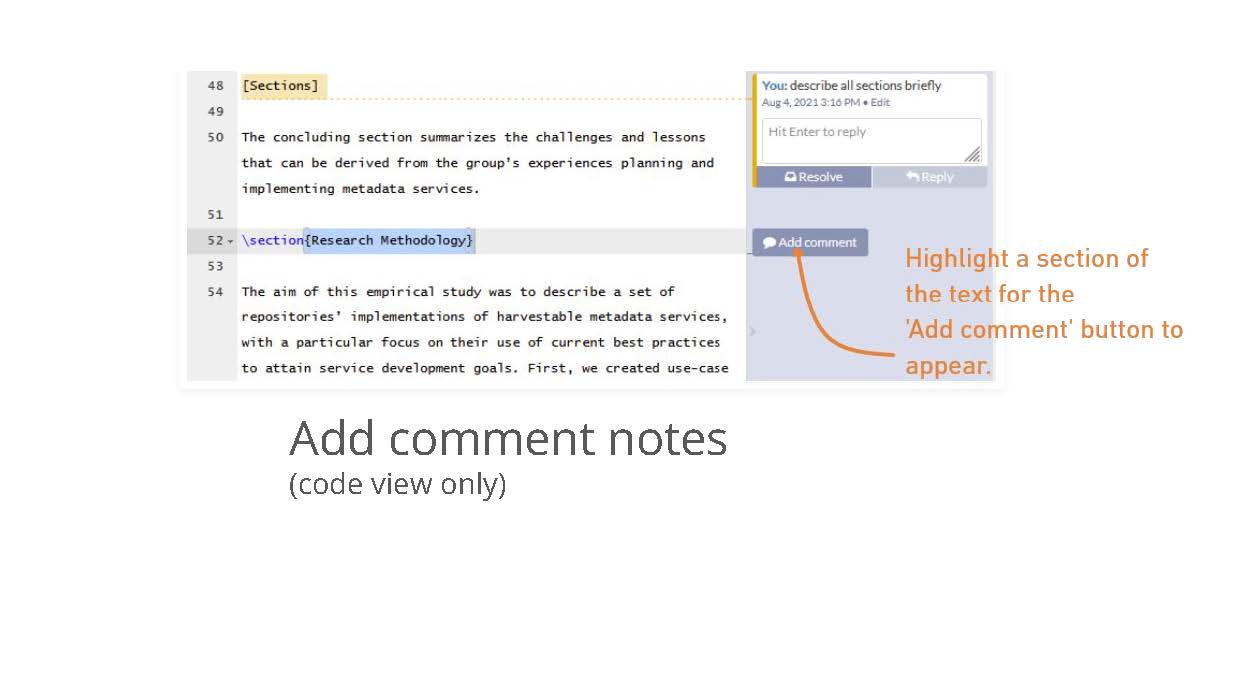 48 [Sections]
49
50 The concluding section summarizes the challenges and lessons
that can be derived from the group's experiences planning and
implementing metadata services.
51
52 \section{Research Methodology}
53
54 The aim of this empirical study was to describe a set of
repositories' implementations of harvestable metadata services,
with a particular focus on their use of current best practices
to attain service development goals. First, we created use-case
You: describe all sections briefly
Aug 4, 2021 3:16 PM • Edit
Hit Enter to reply
Resolve Reply
Add comment
Highlight a section of
the text for the
'Add comment' button to
appear.
Add comment notes
(code view only)